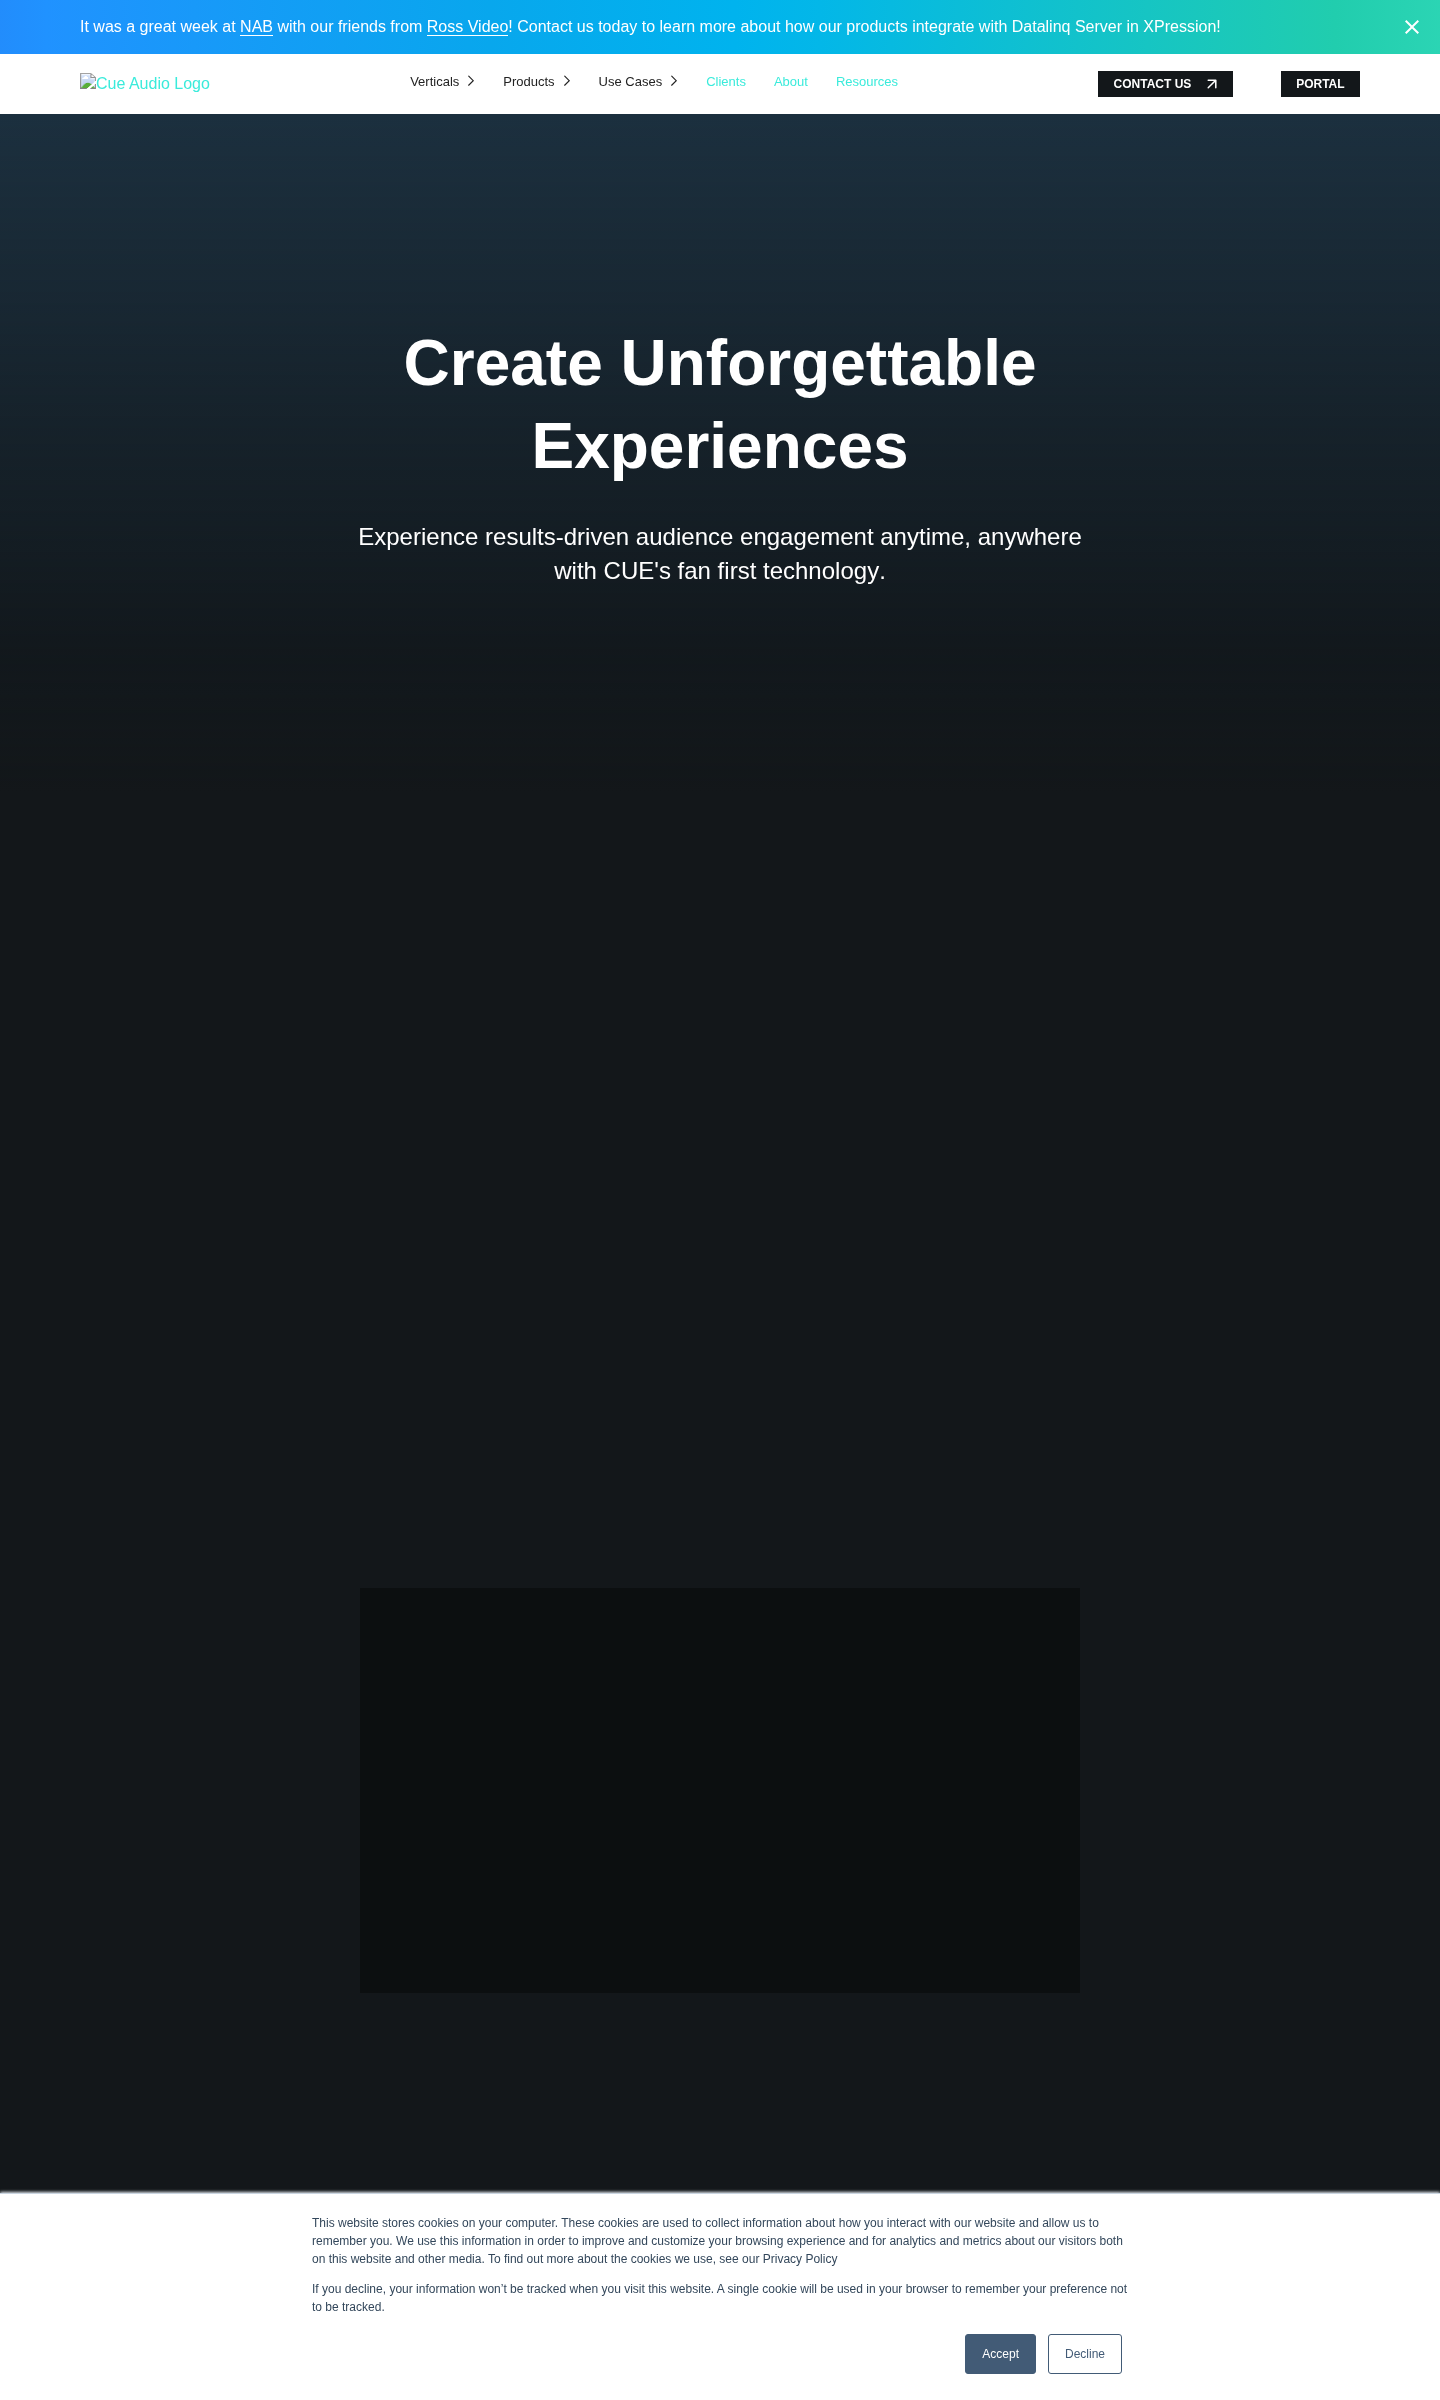 It was a great week at NAB with our friends from Ross Video! Contact us today to learn more about how our products integrate with Datalinq Server in XPression!
Cue Audio Logo
Verticals
Products
Use Cases
Clients
About
Resources
CONTACT US
PORTAL
Create Unforgettable
Experiences
Experience results-driven audience engagement anytime, anywhere
with CUE's fan first technology.
This website stores cookies on your computer. These cookies are used to collect information about how you interact with our website and allow us to
remember you. We use this information in order to improve and customize your browsing experience and for analytics and metrics about our visitors both
on this website and other media. To find out more about the cookies we use, see our Privacy Policy
If you decline, your information won’t be tracked when you visit this website. A single cookie will be used in your browser to remember your preference not
to be tracked.
Accept
Decline